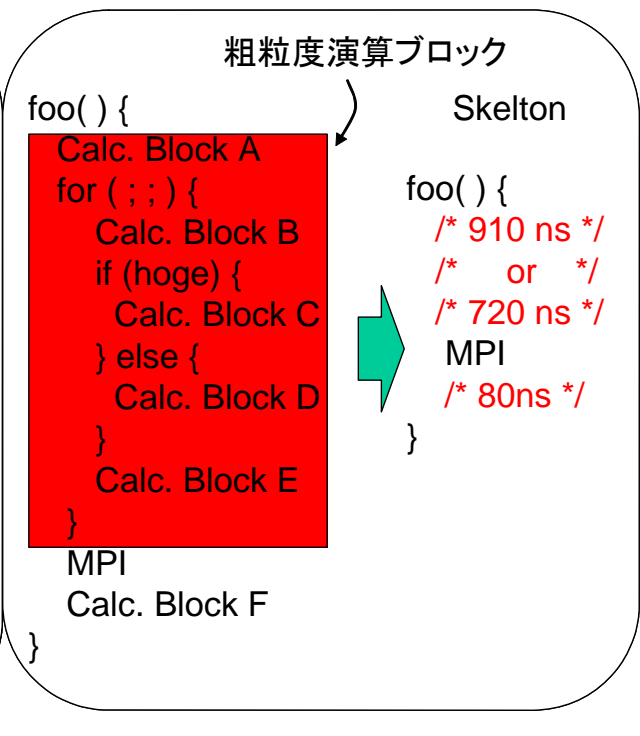 粗粒度演算ブロック
foo( ) {
Calc. Block A
for ( ; ; ) {
Calc. Block B
if (hoge) {
Calc. Block C
} else {
Calc. Block D
}
Calc. Block E
}
MPI
Calc. Block F
}
Skelton
foo( ) {
/* 910 ns */
/* or */
/* 720 ns */
MPI
/* 80ns */
}